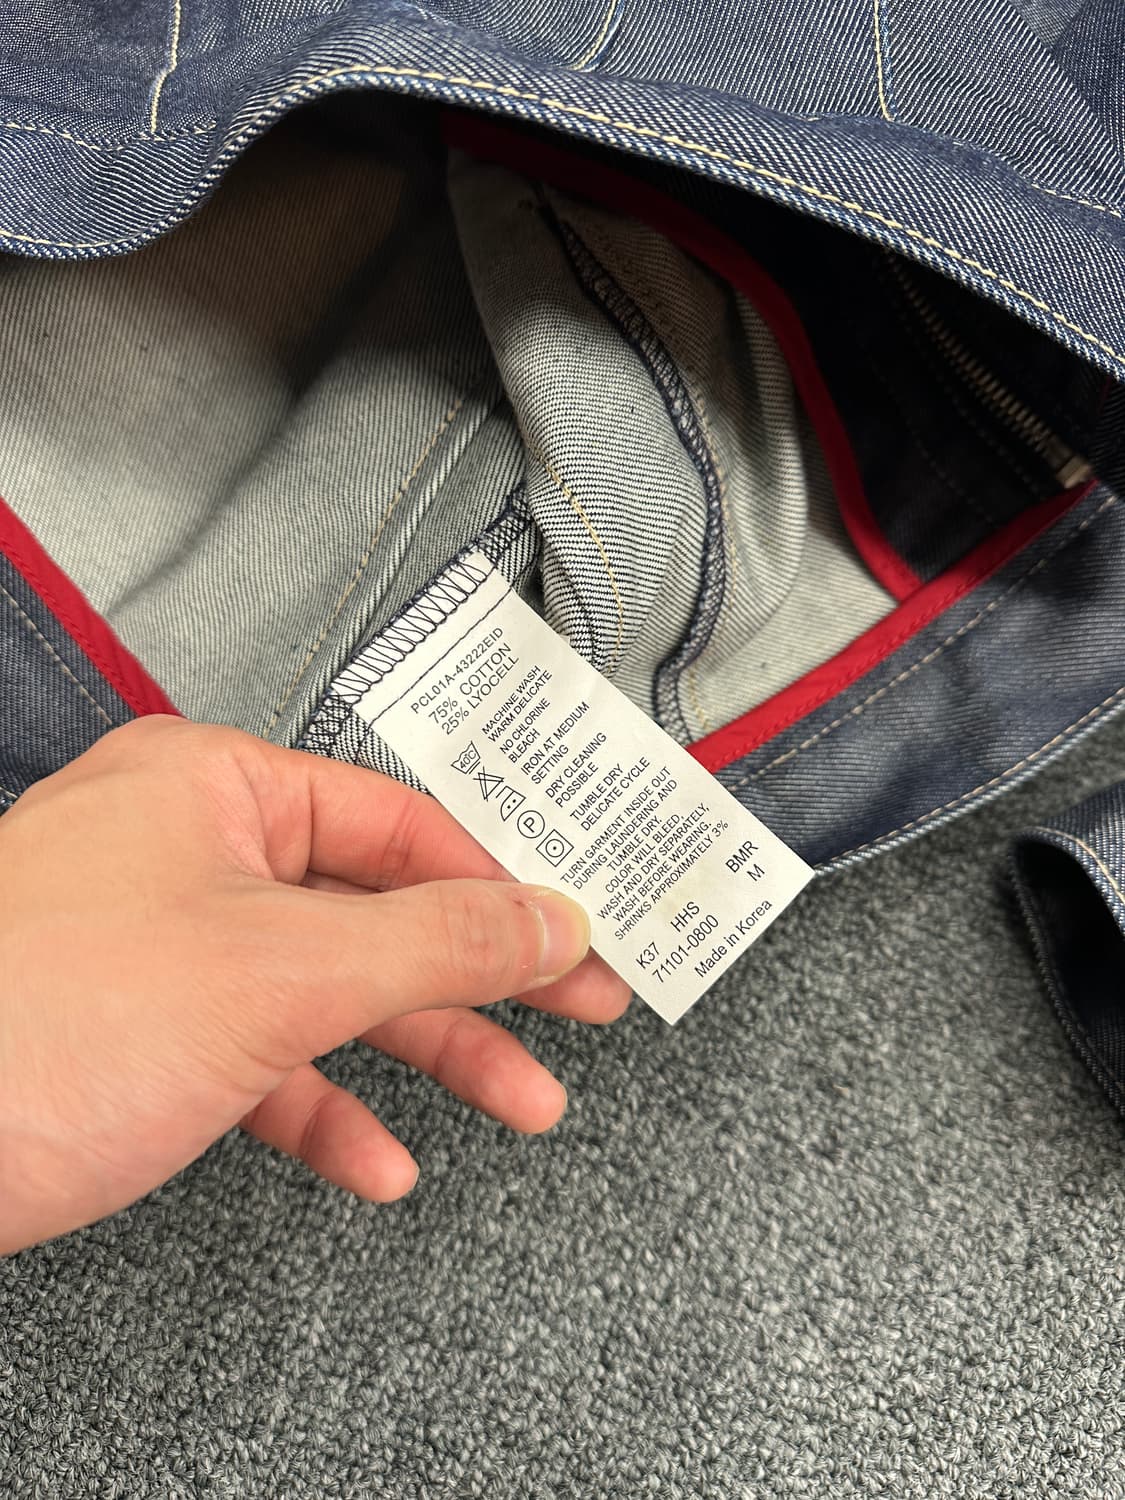 PCL01A-43222EID
75% COTTON
25% LYOCELL
40C
MACHINE WASH
WARM DELICATE
NO CHLORINE
BLEACH
IRON AT MEDIUM
SETTING
P
DRY CLEANING
POSSIBLE
TUMBLE DRY
DELICATE CYCLE
TURN GARMENT INSIDE OUT
DURING LAUNDERING AND
TUMBLE DRY.
COLOR WILL BLEED,
WASH AND DRY SEPARATELY,
WASH BEFORE WEARING,
SHRINKS APPROXIMATELY 3%
BMR
M
K37 HHS
71101-0800
Made in Korea